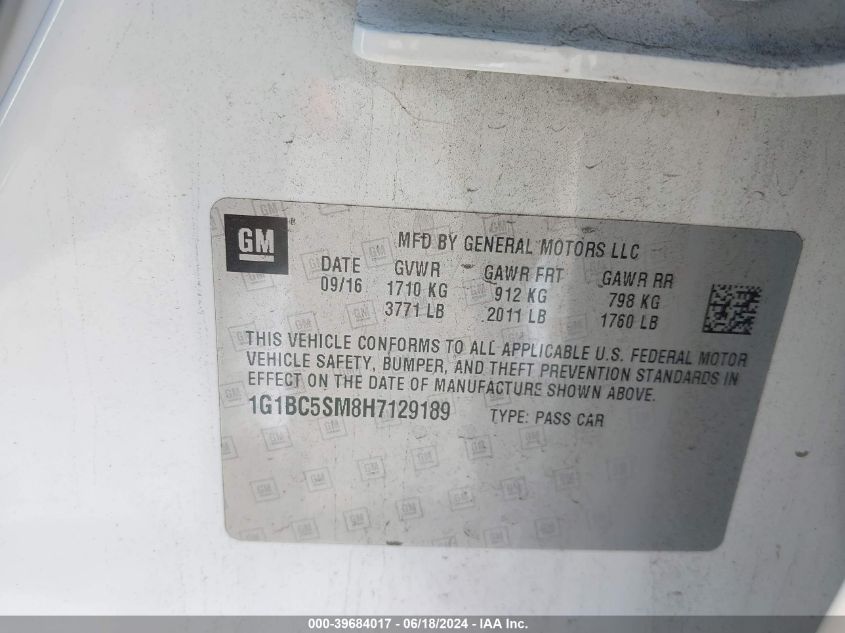 GM ®
MFD BY GENERAL MOTORS LLC
DATE GVWR GAWR FRT GAWR RR
09/16 1710 KG 912 KG 798 KG
3771 LB 2011 LB 1760 LB
THIS VEHICLE CONFORMS TO ALL APPLICABLE U.S. FEDERAL MOTOR
VEHICLE SAFETY, BUMPER, AND THEFT PREVENTION STANDARDS IN
EFFECT ON THE DATE OF MANUFACTURE SHOWN ABOVE.
1G1BC5SM8H7129189 TYPE: PASS CAR
000-39684017 - 06/18/2024 - IAA Inc.